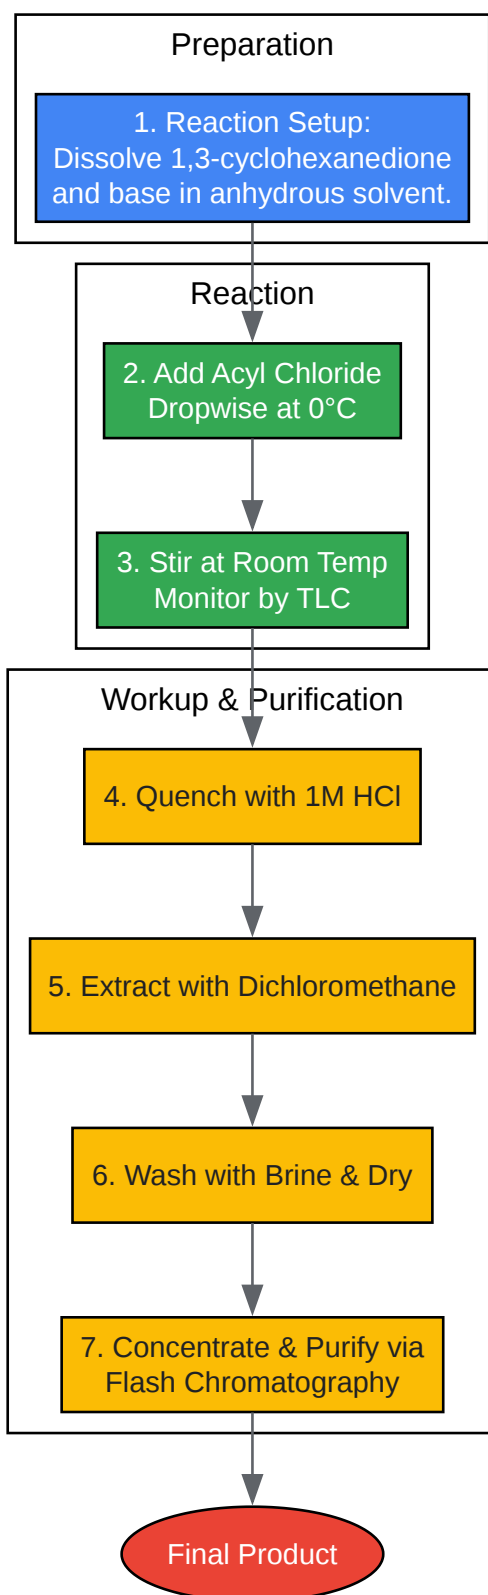 Preparation
1. Reaction Setup:
Dissolve 1,3-cyclohexanedione
and base in anhydrous solvent.
Reaction
2. Add Acyl Chloride
Dropwise at 0°C
3. Stir at Room Temp
Monitor by TLC
Workup & Purification
4. Quench with 1M HCl
5. Extract with Dichloromethane
6. Wash with Brine & Dry
7. Concentrate & Purify via
Flash Chromatography
Final Product